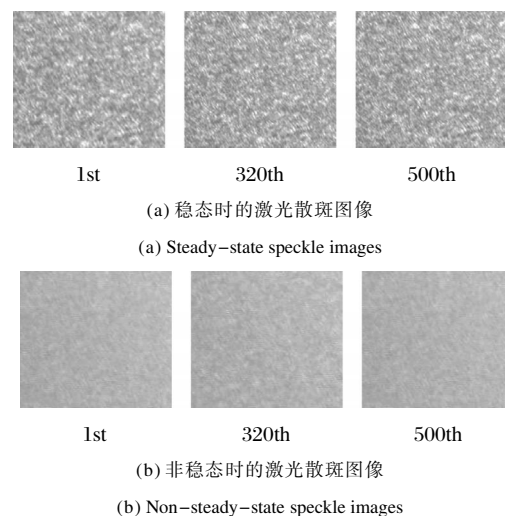 1st 320th 500th
(a) 稳态时的激光散斑图像
(a) Steady-state speckle images
1st 320th 500th
(b) 非稳态时的激光散斑图像
(b) Non-steady-state speckle images